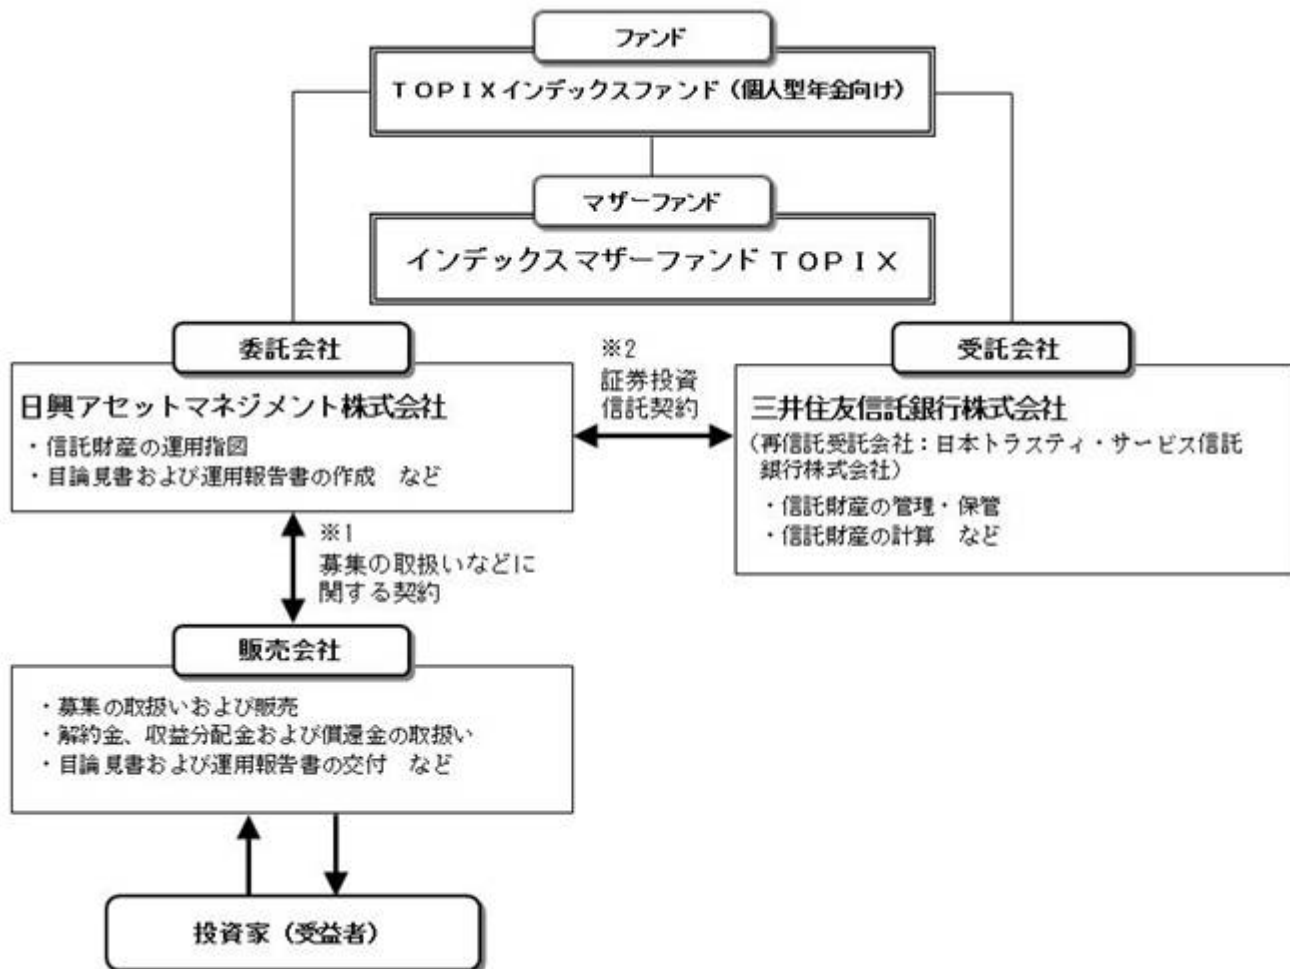 ファンド
ＴＯＰＩＸインデックスファンド（個人型年金向け）
マザーファンド
インデックスマザーファンドＴＯＰＩＸ
委託会社
日興アセットマネジメント株式会社
・信託財産の運用指図
・目論見書および運用報告書の作成　など
※2
証券投資
信託契約
受託会社
三井住友信託銀行株式会社
（再信託受託会社：日本トラスティ・サービス信託
銀行株式会社）
・信託財産の管理・保管
・信託財産の計算　など
※1
募集の取扱いなどに
関する契約
販売会社
・募集の取扱いおよび販売
・解約金、収益分配金および償還金の取扱い
・目論見書および運用報告書の交付　など
投資家（受益者）